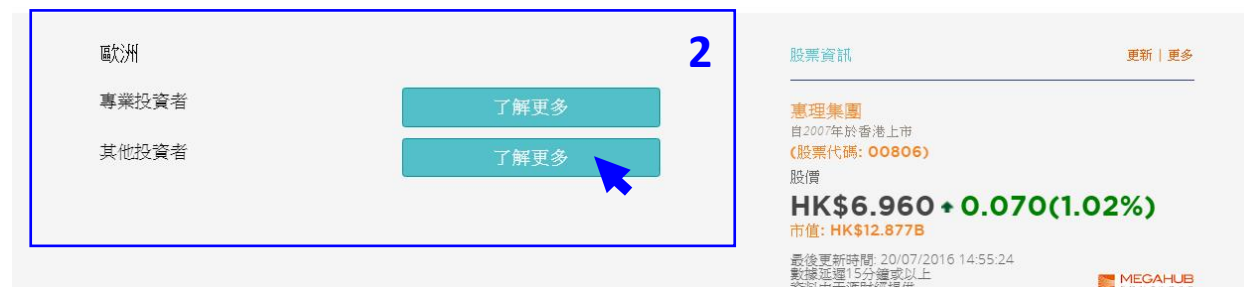 歐洲
2
專業投資者
了解更多
其他投資者
了解更多
股票資訊
更新 | 更多
惠理集團
自2007年於香港上市
(股票代碼: 00806)
股價
HK$6.960 0.070(1.02%)
市值: HK$12.877B
最後更新時間: 20/07/2016 14:55:24
數據延遲15分鐘或以上
MEGAHUB